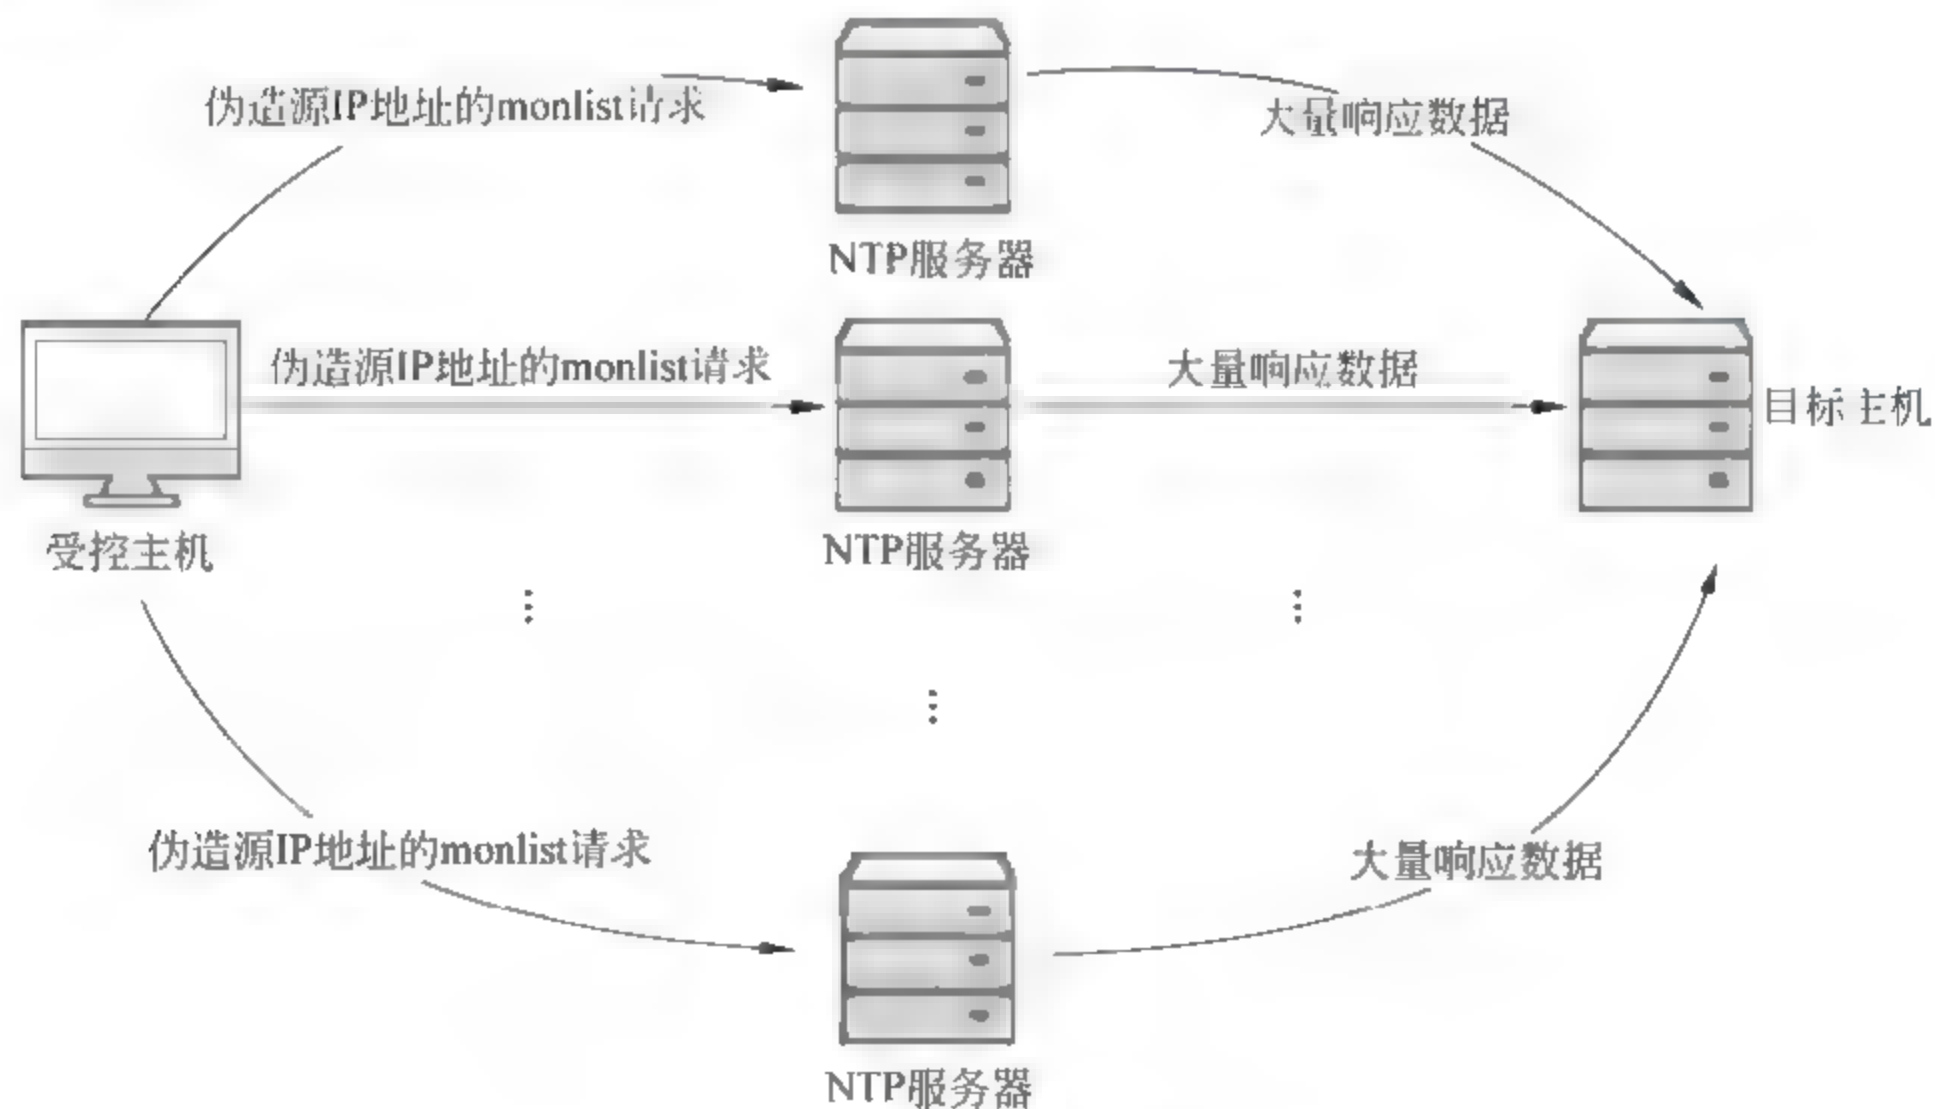 伪造源IP地址的monlist请求
大量响应数据
NTP服务器
伪造源IP地址的monlist请求
大量响应数据
目标主机
受控主机
NTP服务器
伪造源IP地址的monlist请求
大量响应数据
NTP服务器